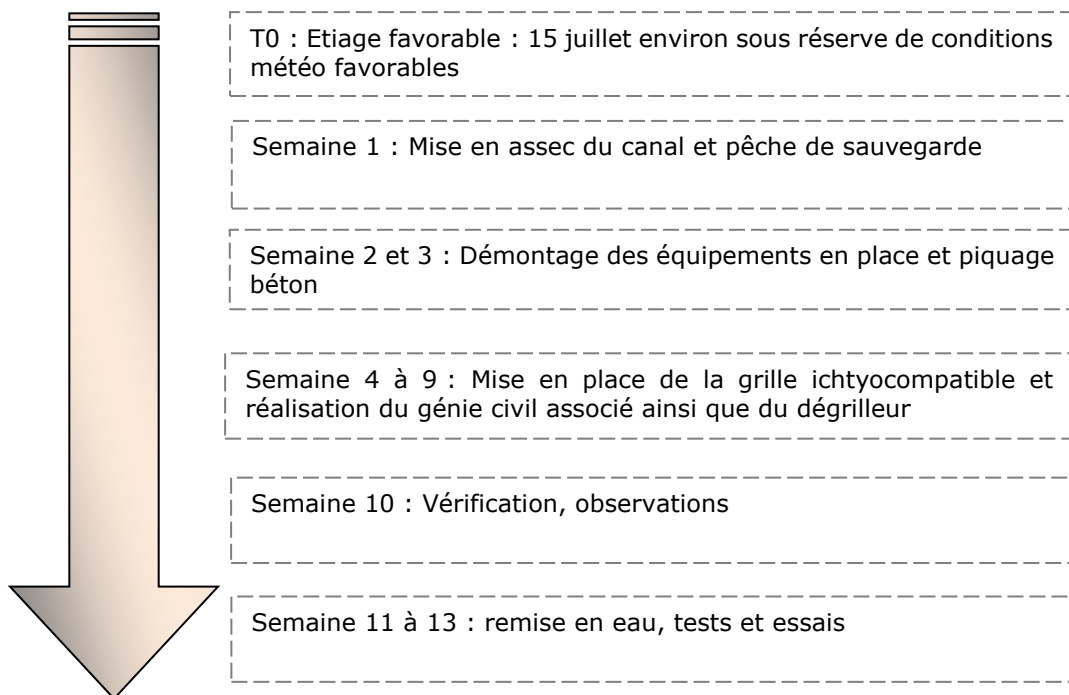 T0 : Etiage favorable : 15 juillet environ sous réserve de conditions
météo favorables
Semaine 1 : Mise en assec du canal et pêche de sauvegarde
Semaine 2 et 3 : Démontage des équipements en place et piquage
béton
Semaine 4 à 9 : Mise en place de la grille ichtyocompatible et
réalisation du génie civil associé ainsi que du dégrilleur
Semaine 10 : Vérification, observations
Semaine 11 à 13 : remise en eau, tests et essais